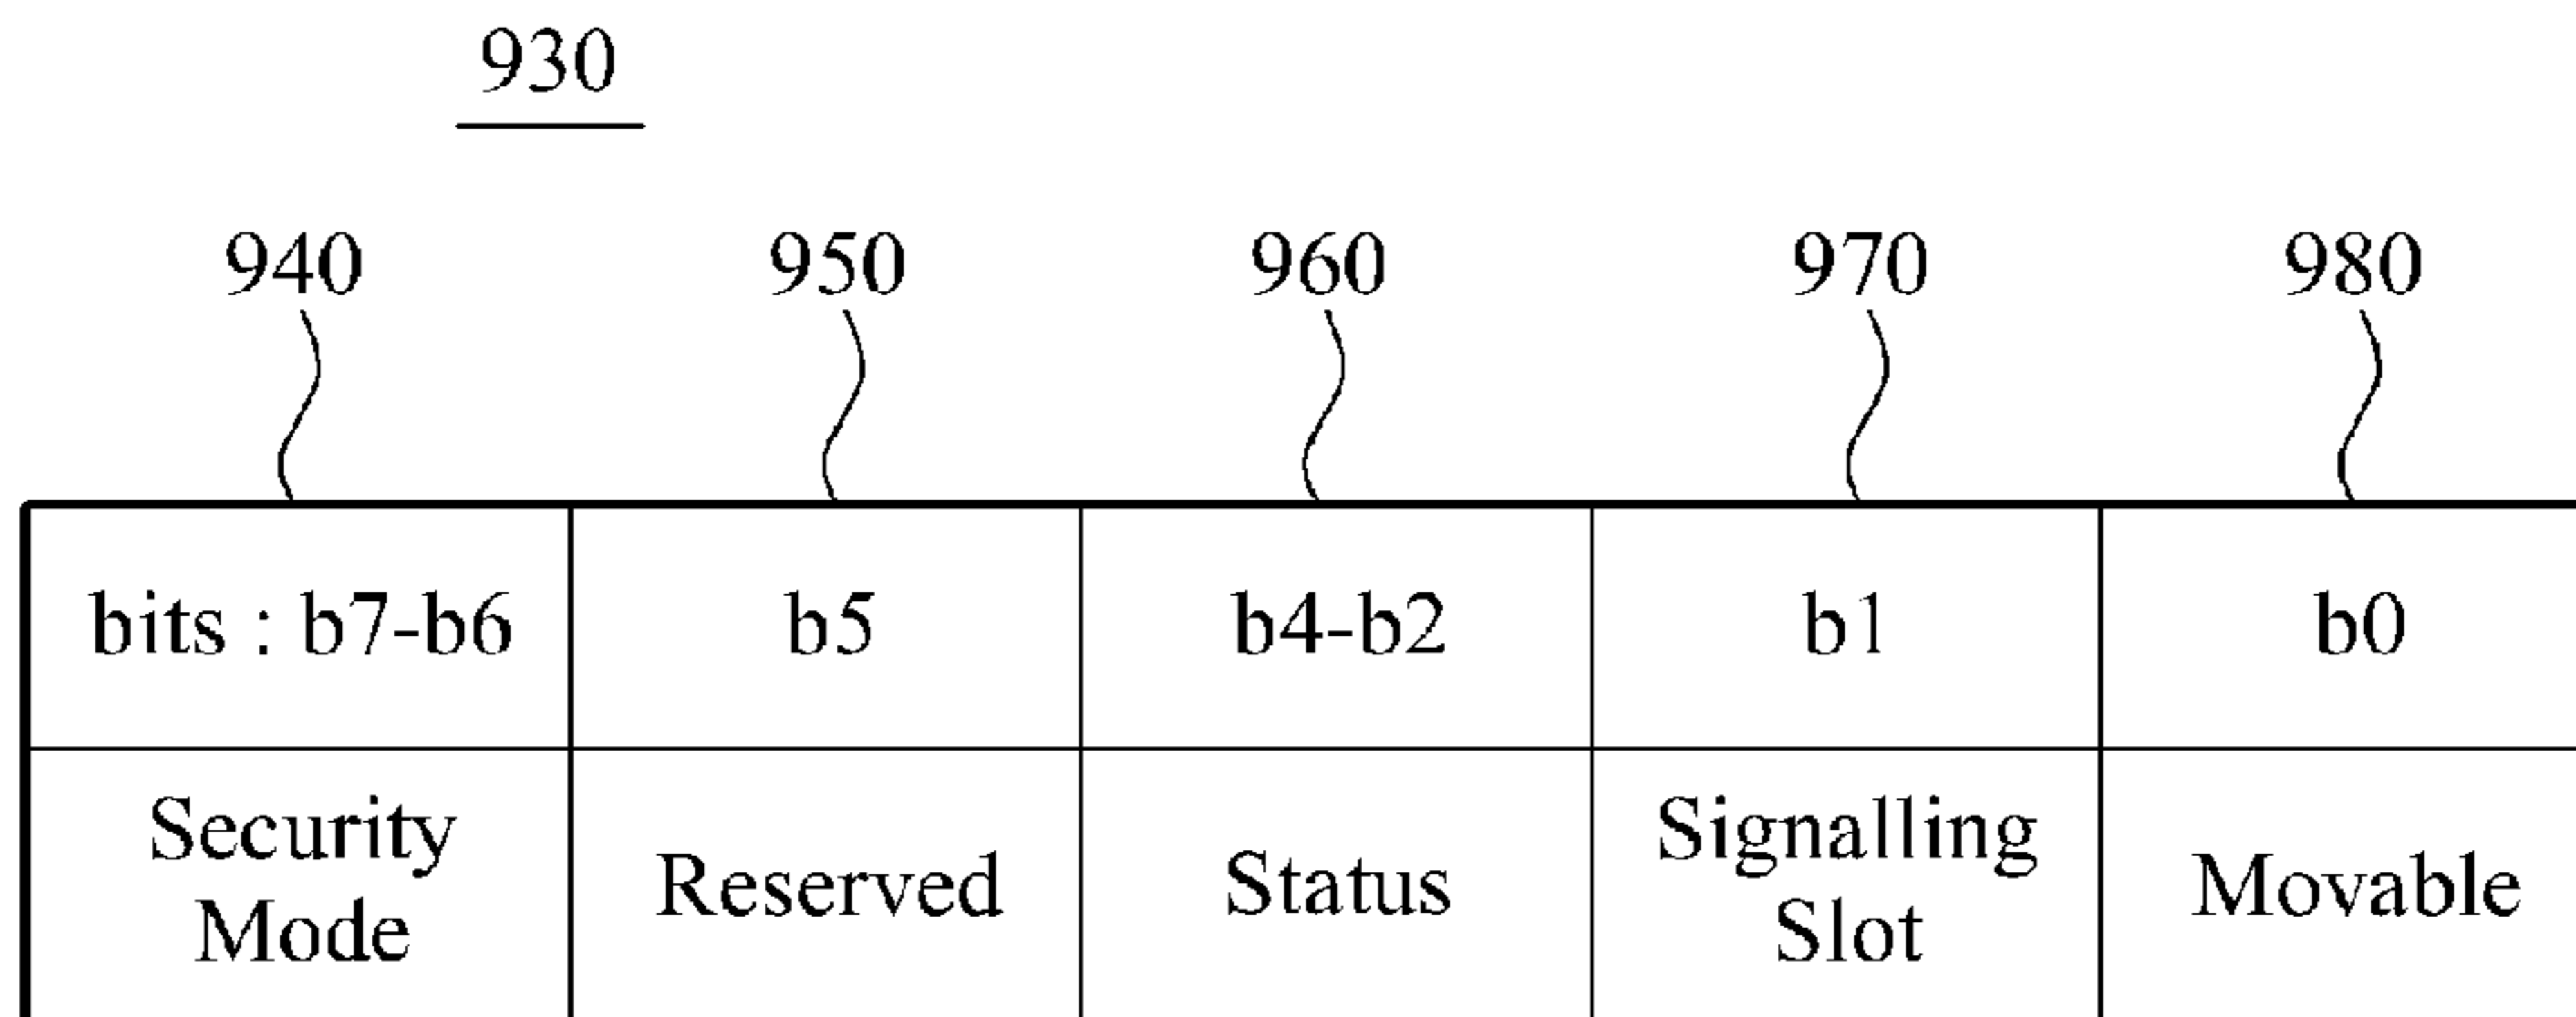 930
940 950 960 970 980
bits : b7-b6 b5 b4-b2 b1 b0
Security Mode Reserved Status Signalling Slot Movable